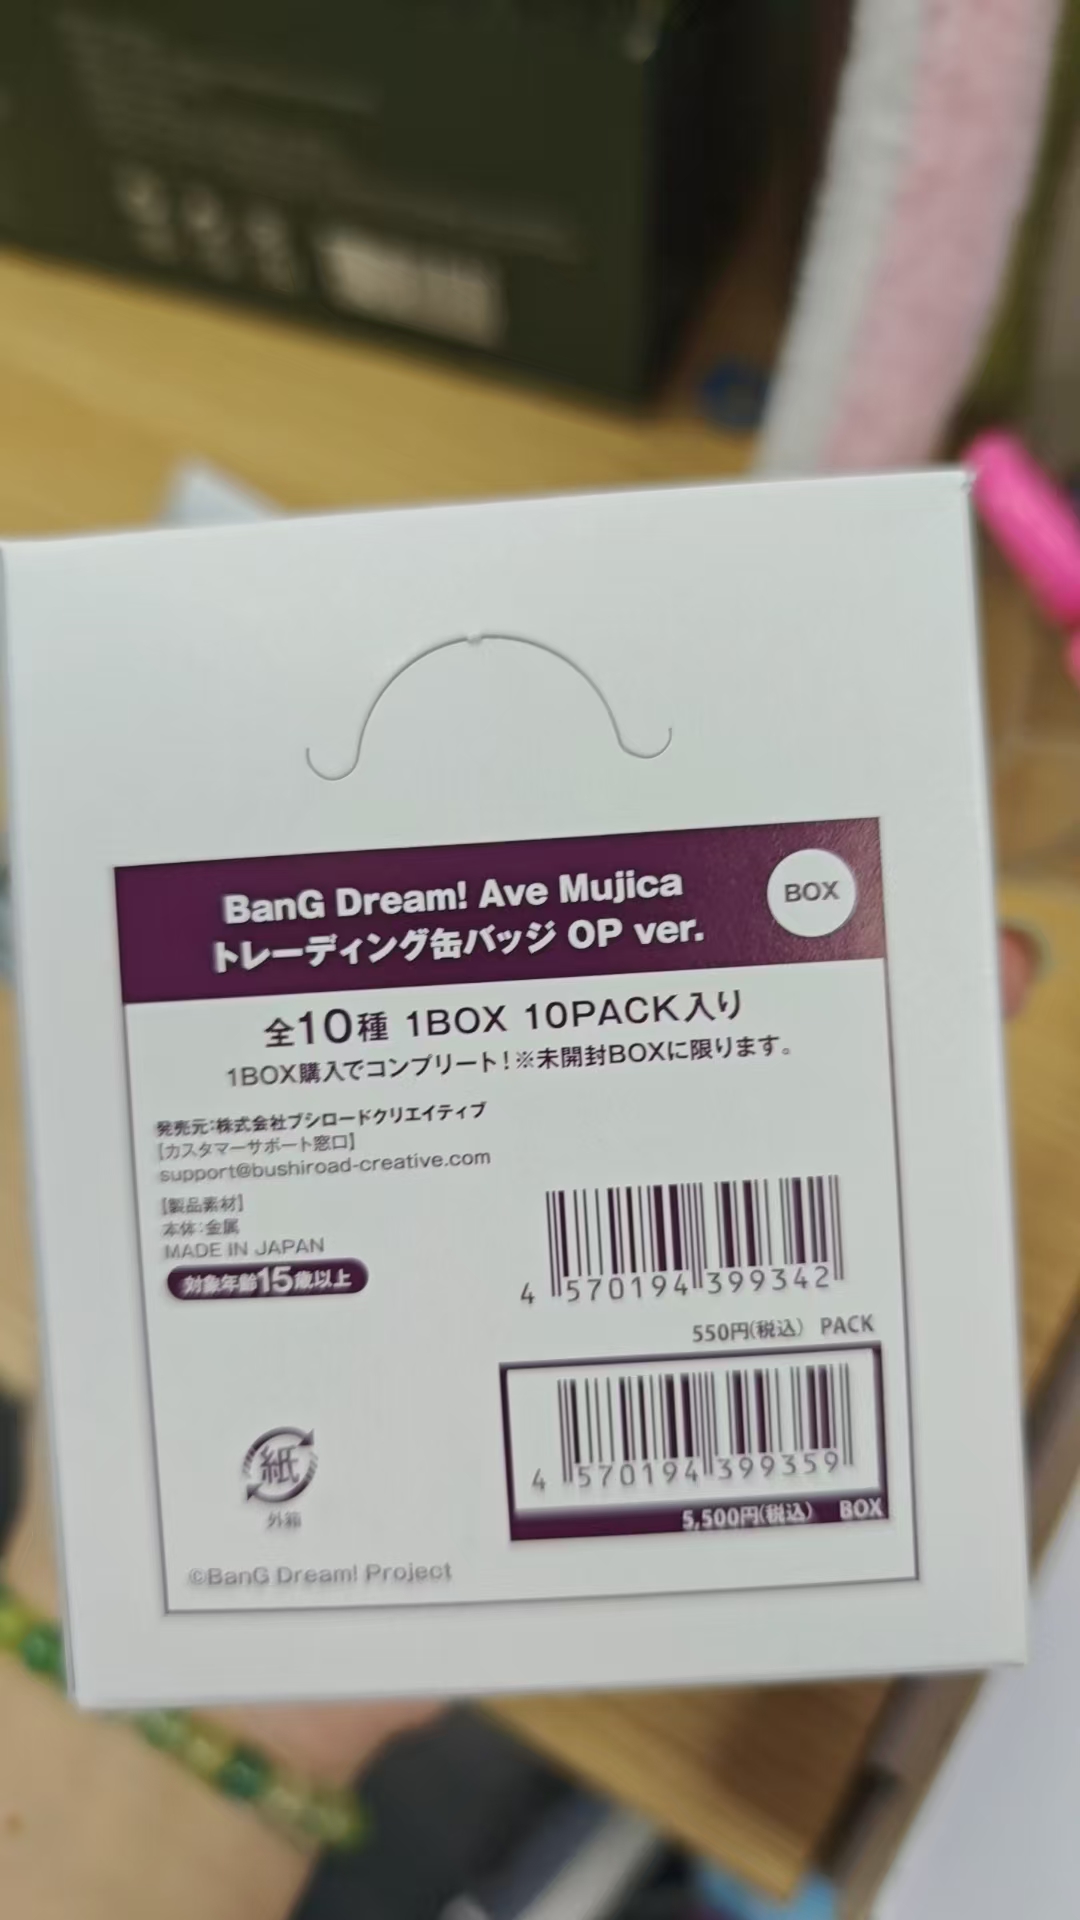 BanG Dream! Ave Mujica
トレーディング缶バッジ OP ver.
BOX
全10種 1BOX 10PACK入り
1BOX購入でコンプリート！※未開封BOXに限ります。
発売元：株式会社ブシロードクリエイティブ
【カスタマーサポート窓口】
support@bushiroad-creative.com
【製品素材】
本体：金属
MADE IN JAPAN
対象年齢15歳以上
4 570194 399342
550円(税込) PACK
4 570194 399359
5,500円(税込) BOX
紙
外箱
©BanG Dream! Project